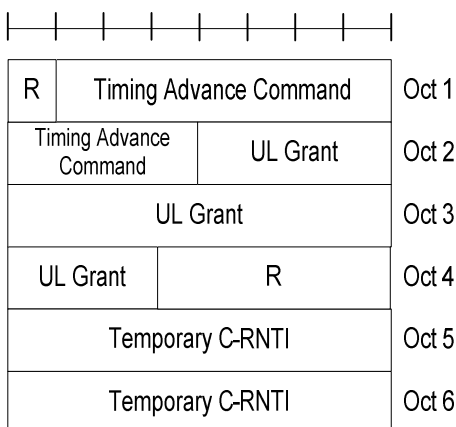 R Timing Advance Command Oct 1
Timing Advance
Command UL Grant Oct 2
UL Grant Oct 3
UL Grant R Oct 4
Temporary C-RNTI Oct 5
Temporary C-RNTI Oct 6